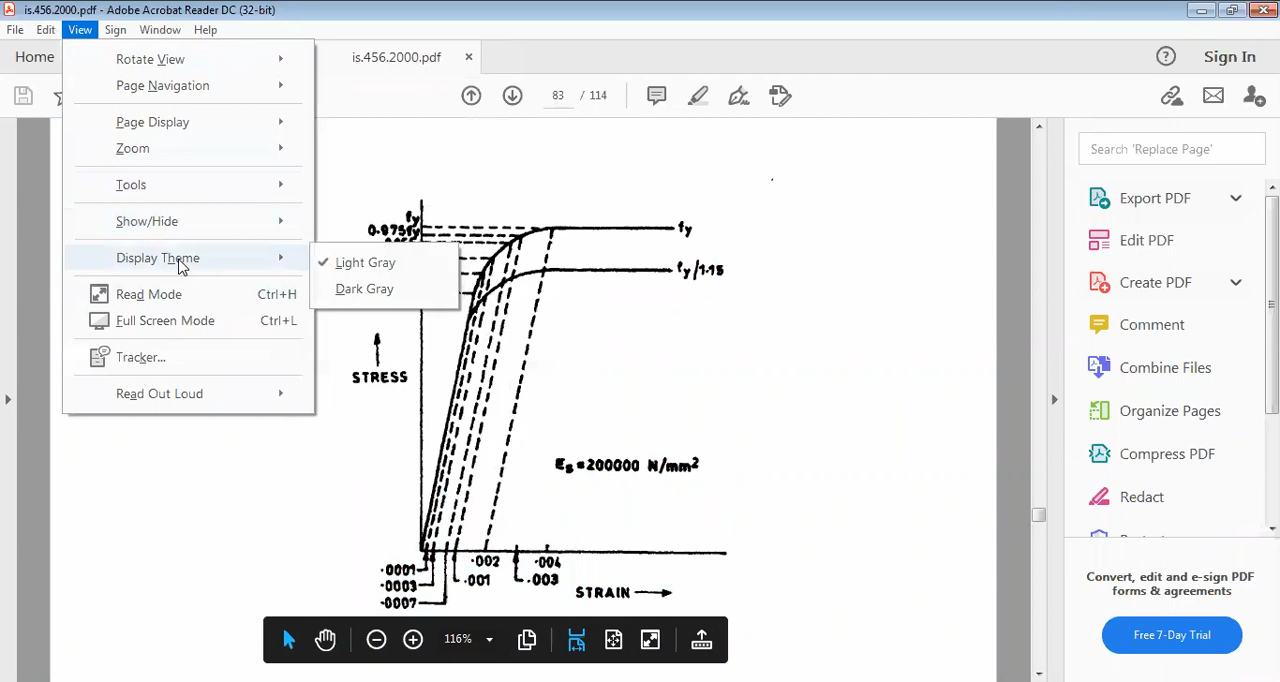 is.456.2000.pdf - Adobe Acrobat Reader DC (32-bit)
File Edit View Sign Window Help
Home
is.456.2000.pdf
Sign In
83 / 114
Rotate View
Page Navigation
Page Display
Zoom
Tools
Show/Hide
Display Theme
Light Gray
Dark Gray
Read Mode Ctrl+H
Full Screen Mode Ctrl+L
Tracker...
Read Out Loud
Search 'Replace Page'
Export PDF
Edit PDF
Create PDF
Comment
Combine Files
Organize Pages
Compress PDF
Redact
Convert, edit and e-sign PDF
forms & agreements
Free 7-Day Trial
fy
0.975fy
fy
fy/1.15
STRESS
Es=200000 N/mm2
.002
.004
.0001
.001
.003
.0003
.0007
STRAIN
116%